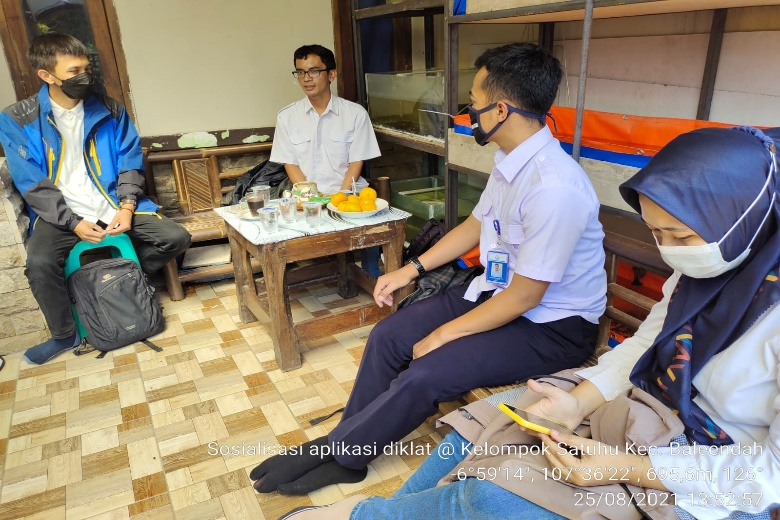 Sosialisasi aplikasi diklat @ Kelompok Satuhu Kec. Baleendah
6°59'14", 107°36'22", 695,6m, 126°
25/08/2021 13:52:57